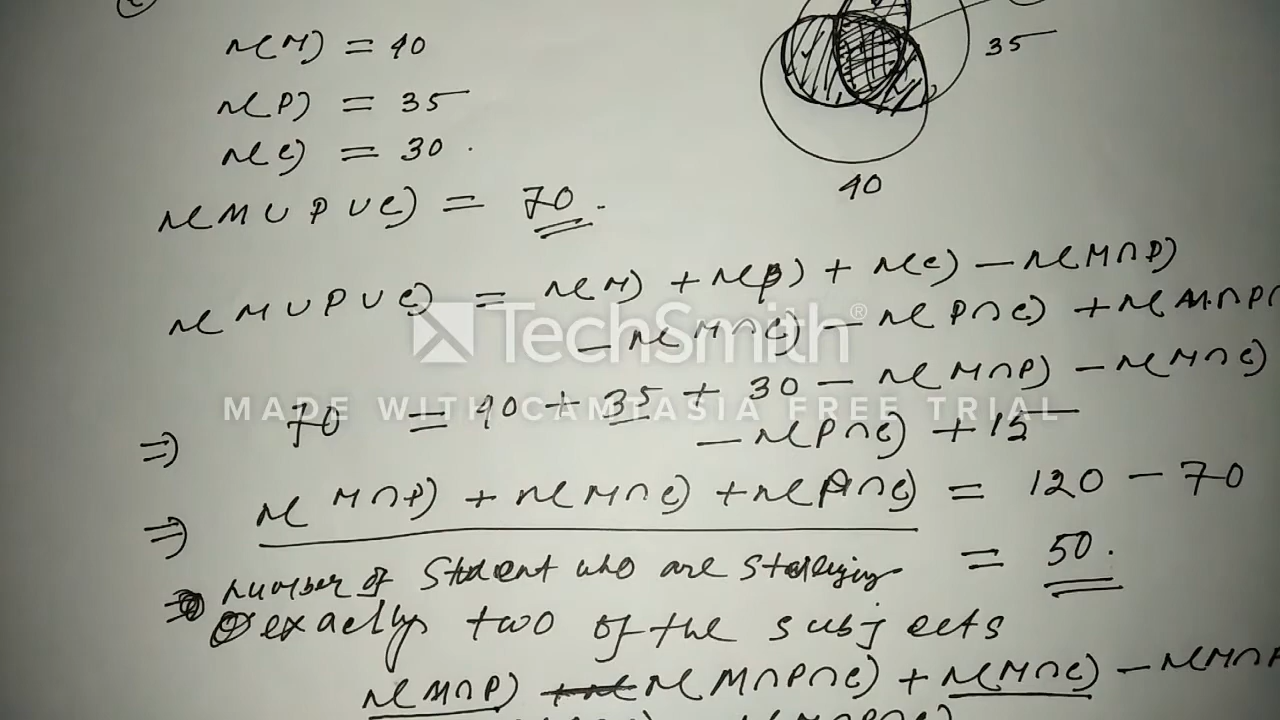 n(M) = 40
n(P) = 35
n(C) = 30.
35
40
n(M∪P∪C) = 70.
n(M∪P∪C) = n(M) + n(P) + n(C) – n(M∩P)
– n(M∩C) – n(P∩C) + n(M∩P∩
TechSmith®
MADE WITH CAMTASIA FREE TRIAL
⇒ 70 = 40 + 35 + 30 – n(M∩P) – n(M∩C)
– n(P∩C) + 15
⇒ n(M∩P) + n(M∩C) + n(P∩C) = 120 – 70
= 50.
number of Student who are
exactly two of the subjects
n(M∩P) n(M∩P∩C) + n(M∩C) – n(M∩P